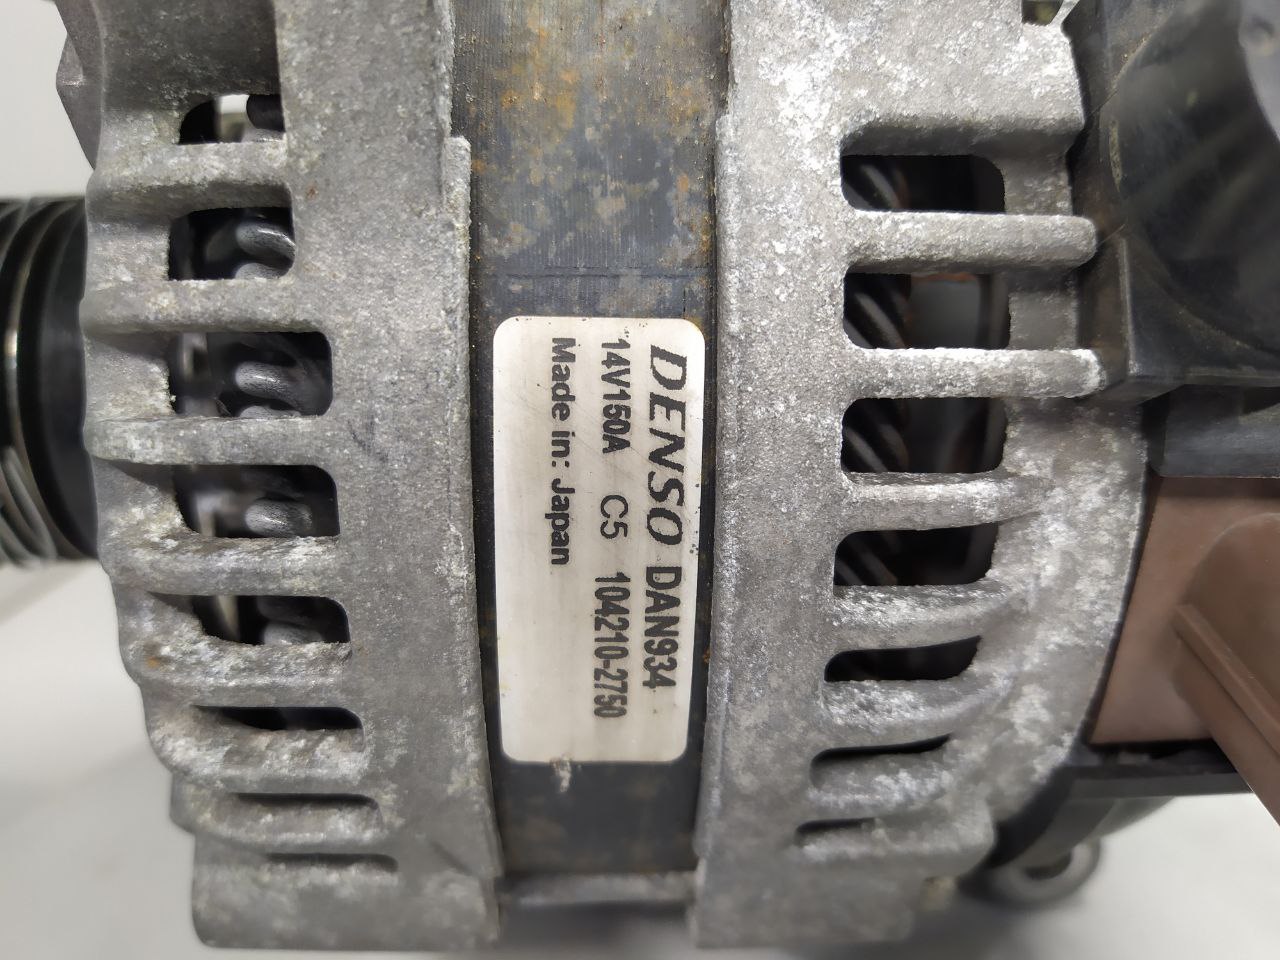 DENSO DAN934
14V150A C5 104210-2750
Made in: Japan